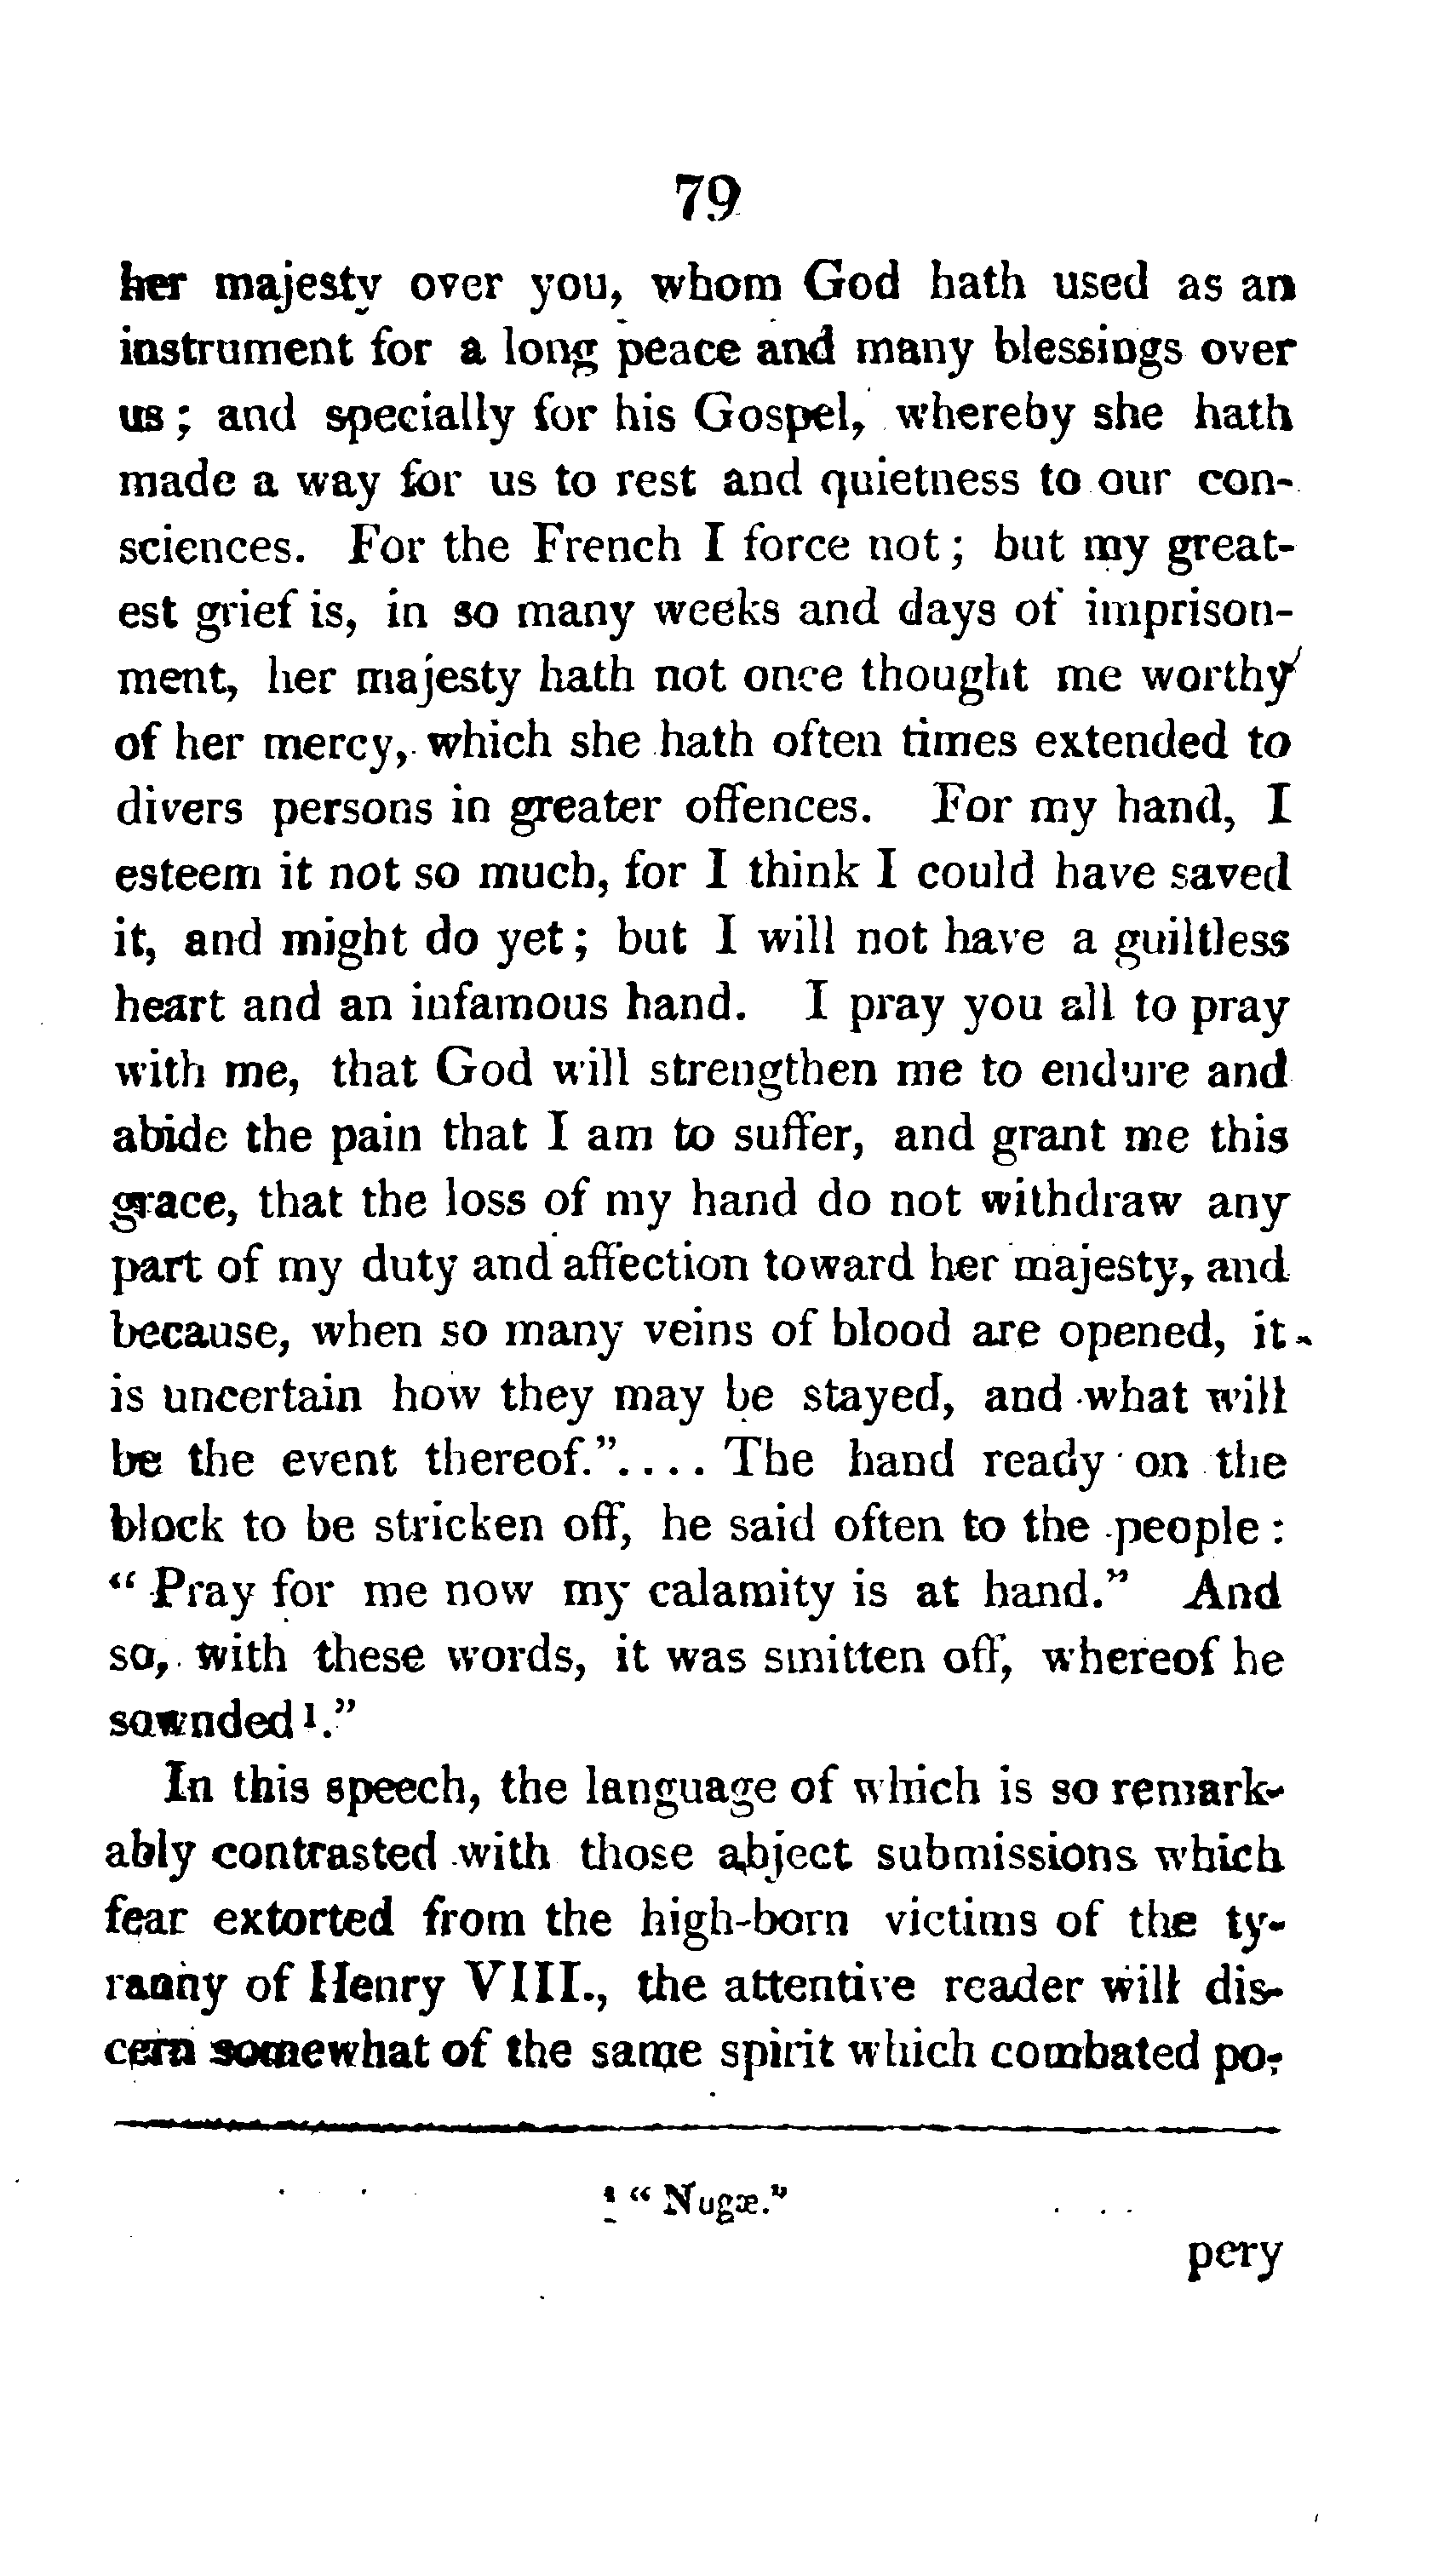 79
her majesty over you, whom God hath used as an
instrument for a long peace and many blessings over
us; and specially for his Gospel, whereby she hath
made a way for us to rest and quietness to our con-
sciences. For the French I force not; but my great-
est grief is, in so many weeks and days of imprison-
ment, her majesty hath not once thought me worthy
of her mercy, which she hath often times extended to
divers persons in greater offences. For my hand, I
esteem it not so much, for I think I could have saved
it, and might do yet; but I will not have a guiltless
heart and an infamous hand. I pray you all to pray
with me, that God will strengthen me to endure and
abide the pain that I am to suffer, and grant me this
grace, that the loss of my hand do not withdraw any
part of my duty and affection toward her majesty, and
because, when so many veins of blood are opened, it
is uncertain how they may be stayed, and what will
be the event thereof.".... The hand ready on the
block to be stricken off, he said often to the people:
"Pray for me now my calamity is at hand." And
so, with these words, it was smitten off, whereof he
sownded¹."
In this speech, the language of which is so remark-
ably contrasted with those abject submissions which
fear extorted from the high-born victims of the ty-
ranny of Henry VIII., the attentive reader will dis-
cern somewhat of the same spirit which combated po-
¹ "Nugæ."
pery